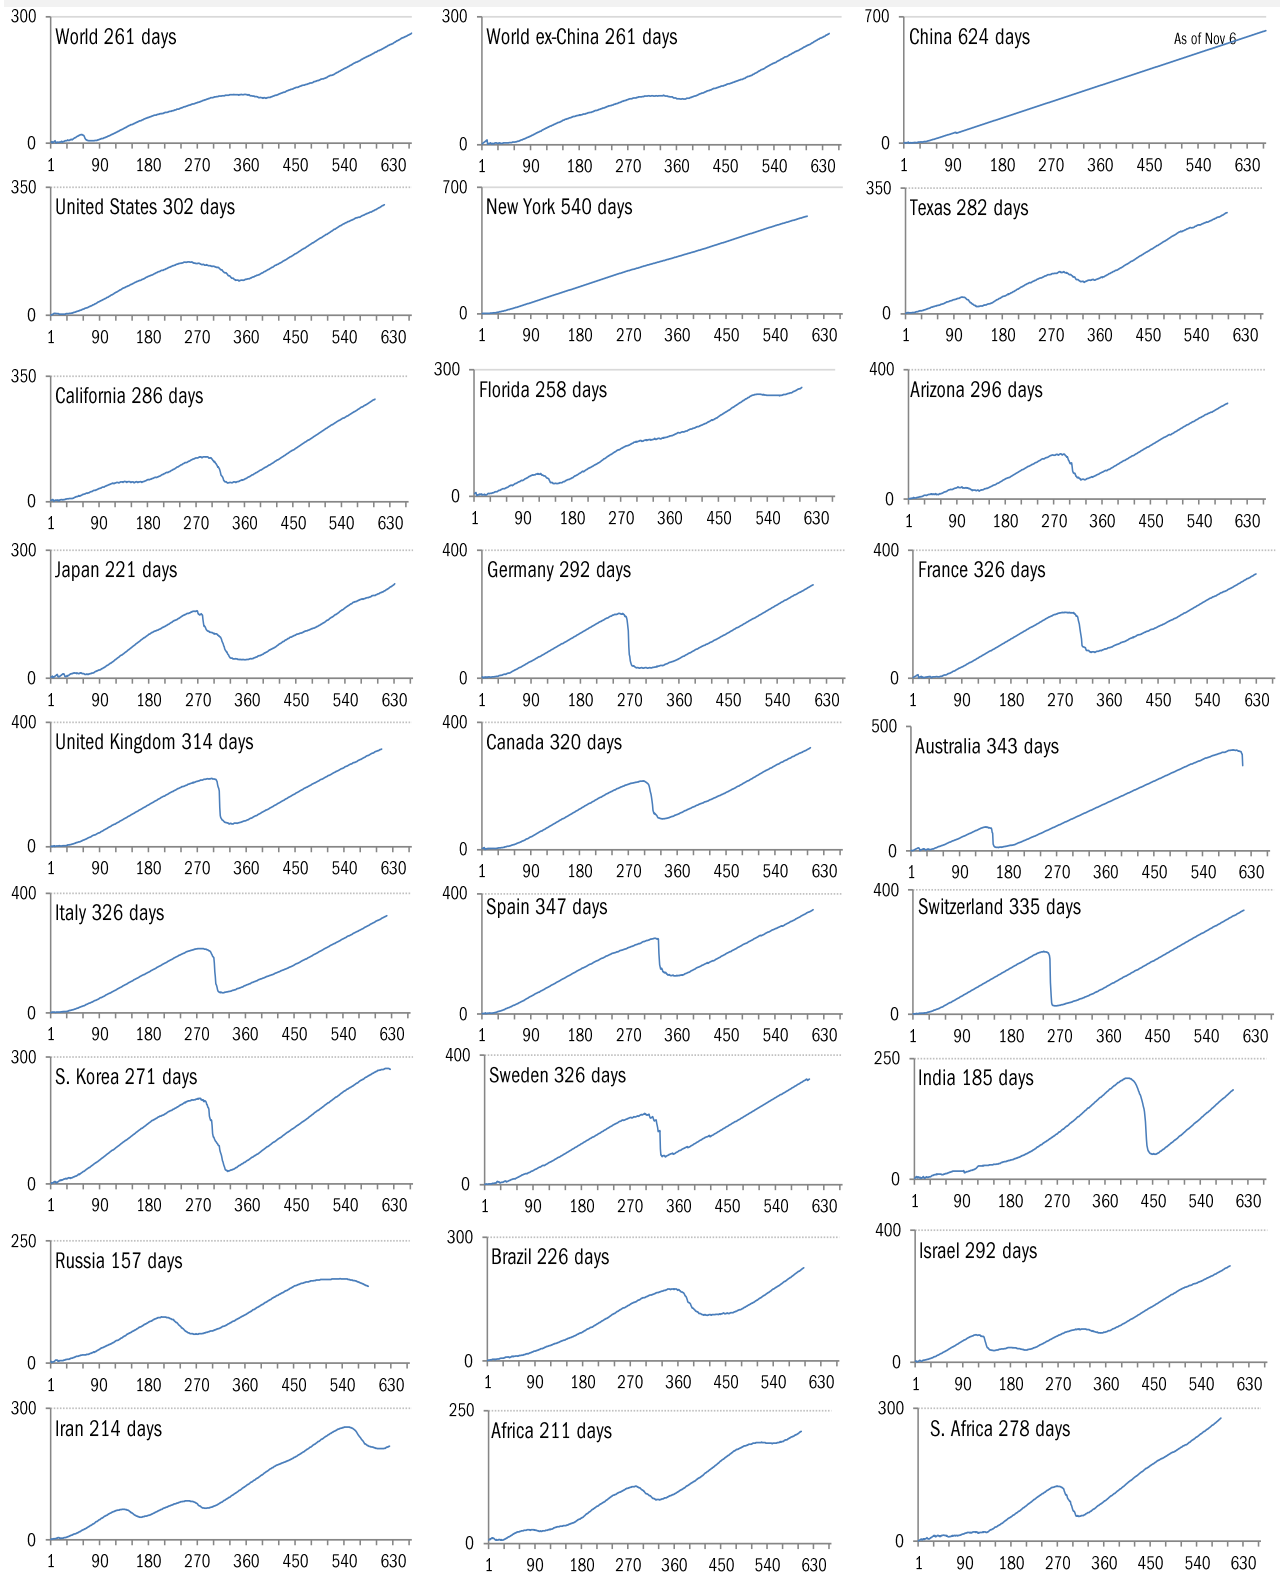 300
World 261 days
0
1 90 180 270 360 450 540 630
300
World ex-China 261 days
0
1 90 180 270 360 450 540 630
700
China 624 days
As of Nov 6
0
1 90 180 270 360 450 540 630
350
United States 302 days
0
1 90 180 270 360 450 540 630
700
New York 540 days
0
1 90 180 270 360 450 540 630
350
Texas 282 days
0
1 90 180 270 360 450 540 630
350
California 286 days
0
1 90 180 270 360 450 540 630
300
Florida 258 days
0
1 90 180 270 360 450 540 630
400
Arizona 296 days
0
1 90 180 270 360 450 540 630
300
Japan 221 days
0
1 90 180 270 360 450 540 630
400
Germany 292 days
0
1 90 180 270 360 450 540 630
400
France 326 days
0
1 90 180 270 360 450 540 630
400
United Kingdom 314 days
0
1 90 180 270 360 450 540 630
400
Canada 320 days
0
1 90 180 270 360 450 540 630
500
Australia 343 days
0
1 90 180 270 360 450 540 630
400
Italy 326 days
0
1 90 180 270 360 450 540 630
400
Spain 347 days
0
1 90 180 270 360 450 540 630
400
Switzerland 335 days
0
1 90 180 270 360 450 540 630
300
S. Korea 271 days
0
1 90 180 270 360 450 540 630
400
Sweden 326 days
0
1 90 180 270 360 450 540 630
250
India 185 days
0
1 90 180 270 360 450 540 630
250
Russia 157 days
0
1 90 180 270 360 450 540 630
300
Brazil 226 days
0
1 90 180 270 360 450 540 630
400
Israel 292 days
0
1 90 180 270 360 450 540 630
300
Iran 214 days
0
1 90 180 270 360 450 540 630
250
Africa 211 days
0
1 90 180 270 360 450 540 630
300
S. Africa 278 days
0
1 90 180 270 360 450 540 630